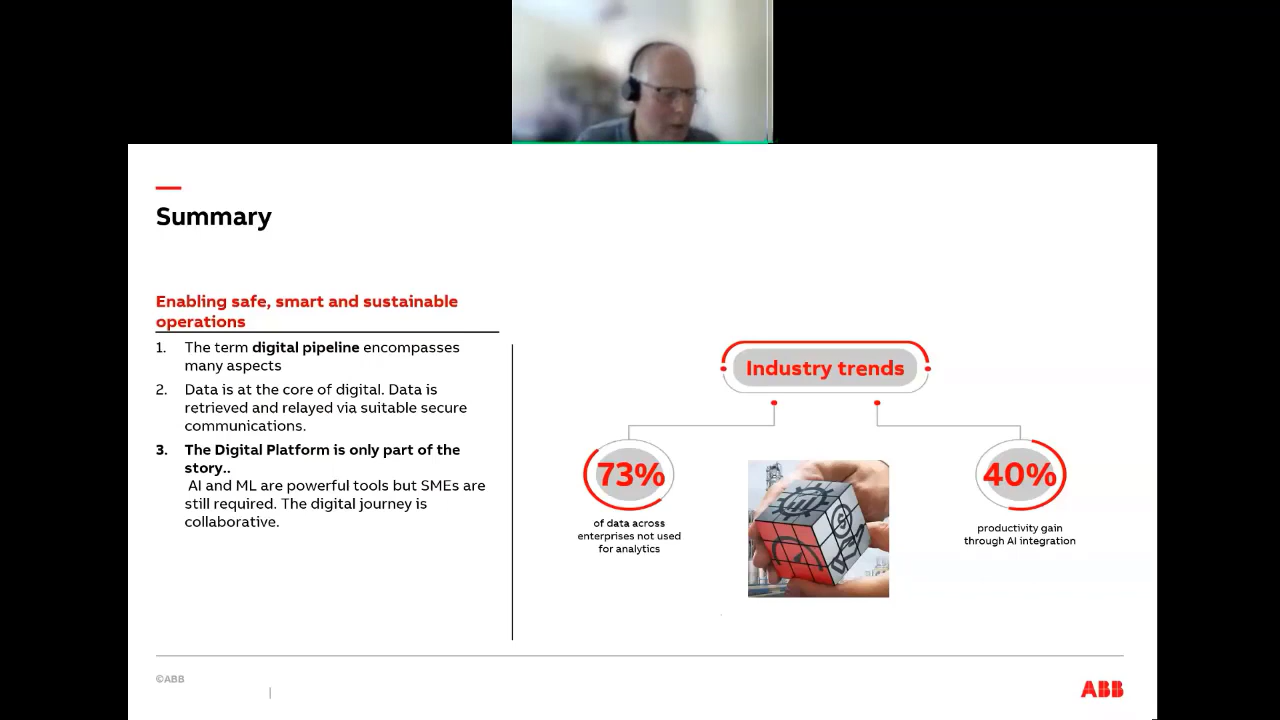 Summary
Enabling safe, smart and sustainable
operations
1. The term digital pipeline encompasses
many aspects
2. Data is at the core of digital. Data is
retrieved and relayed via suitable secure
communications.
3. The Digital Platform is only part of the
story..
AI and ML are powerful tools but SMEs are
still required. The digital journey is
collaborative.
Industry trends
73%
of data across
enterprises not used
for analytics
40%
productivity gain
through AI integration
©ABB
ABB